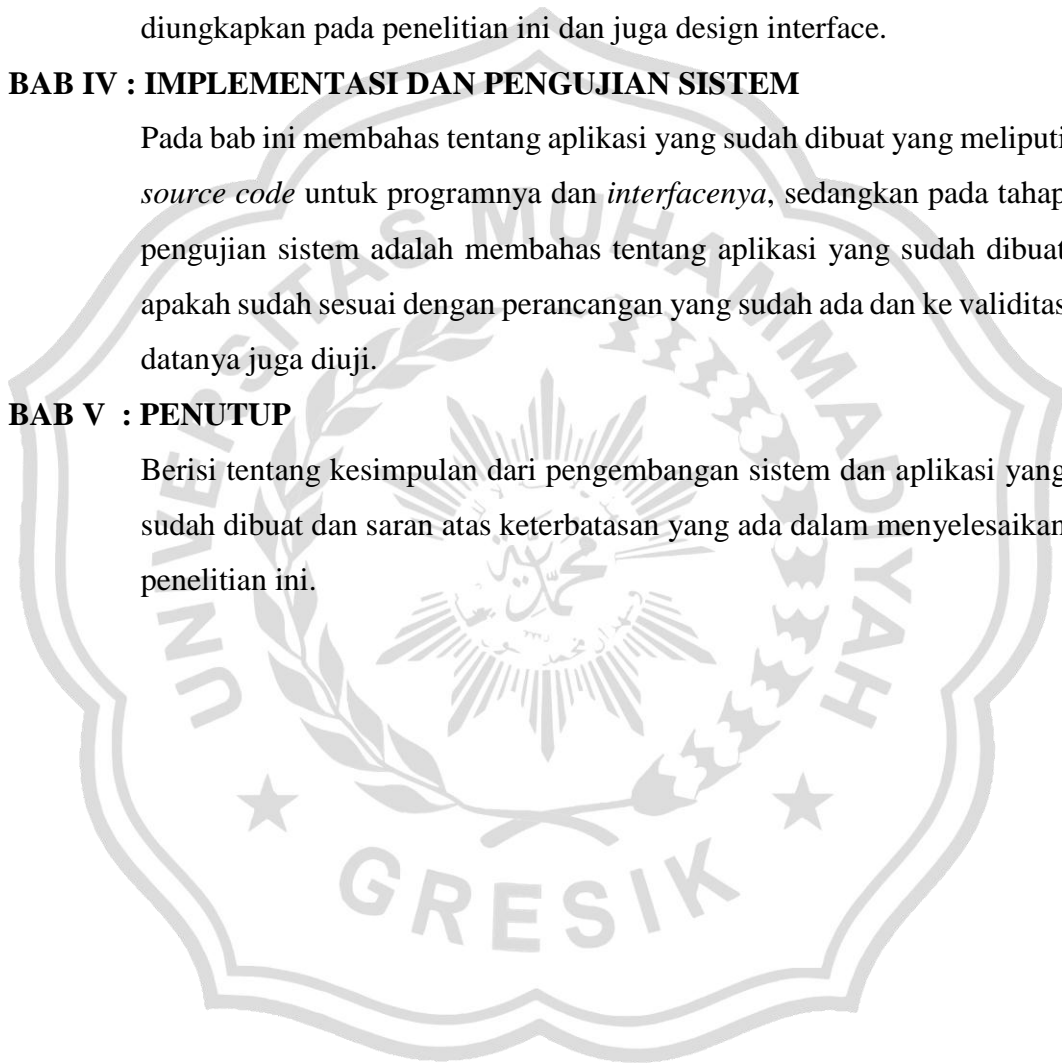 diungkapkan pada penelitian ini dan juga design interface.
BAB IV : IMPLEMENTASI DAN PENGUJIAN SISTEM
Pada bab ini membahas tentang aplikasi yang sudah dibuat yang meliputi
source code untuk programnya dan interfacenya, sedangkan pada tahap
pengujian sistem adalah membahas tentang aplikasi yang sudah dibuat
apakah sudah sesuai dengan perancangan yang sudah ada dan ke validitas
datanya juga diuji.
BAB V : PENUTUP
Berisi tentang kesimpulan dari pengembangan sistem dan aplikasi yang
sudah dibuat dan saran atas keterbatasan yang ada dalam menyelesaikan
penelitian ini.
UNIVERSITAS MUHAMMADIYAH
GRESIK